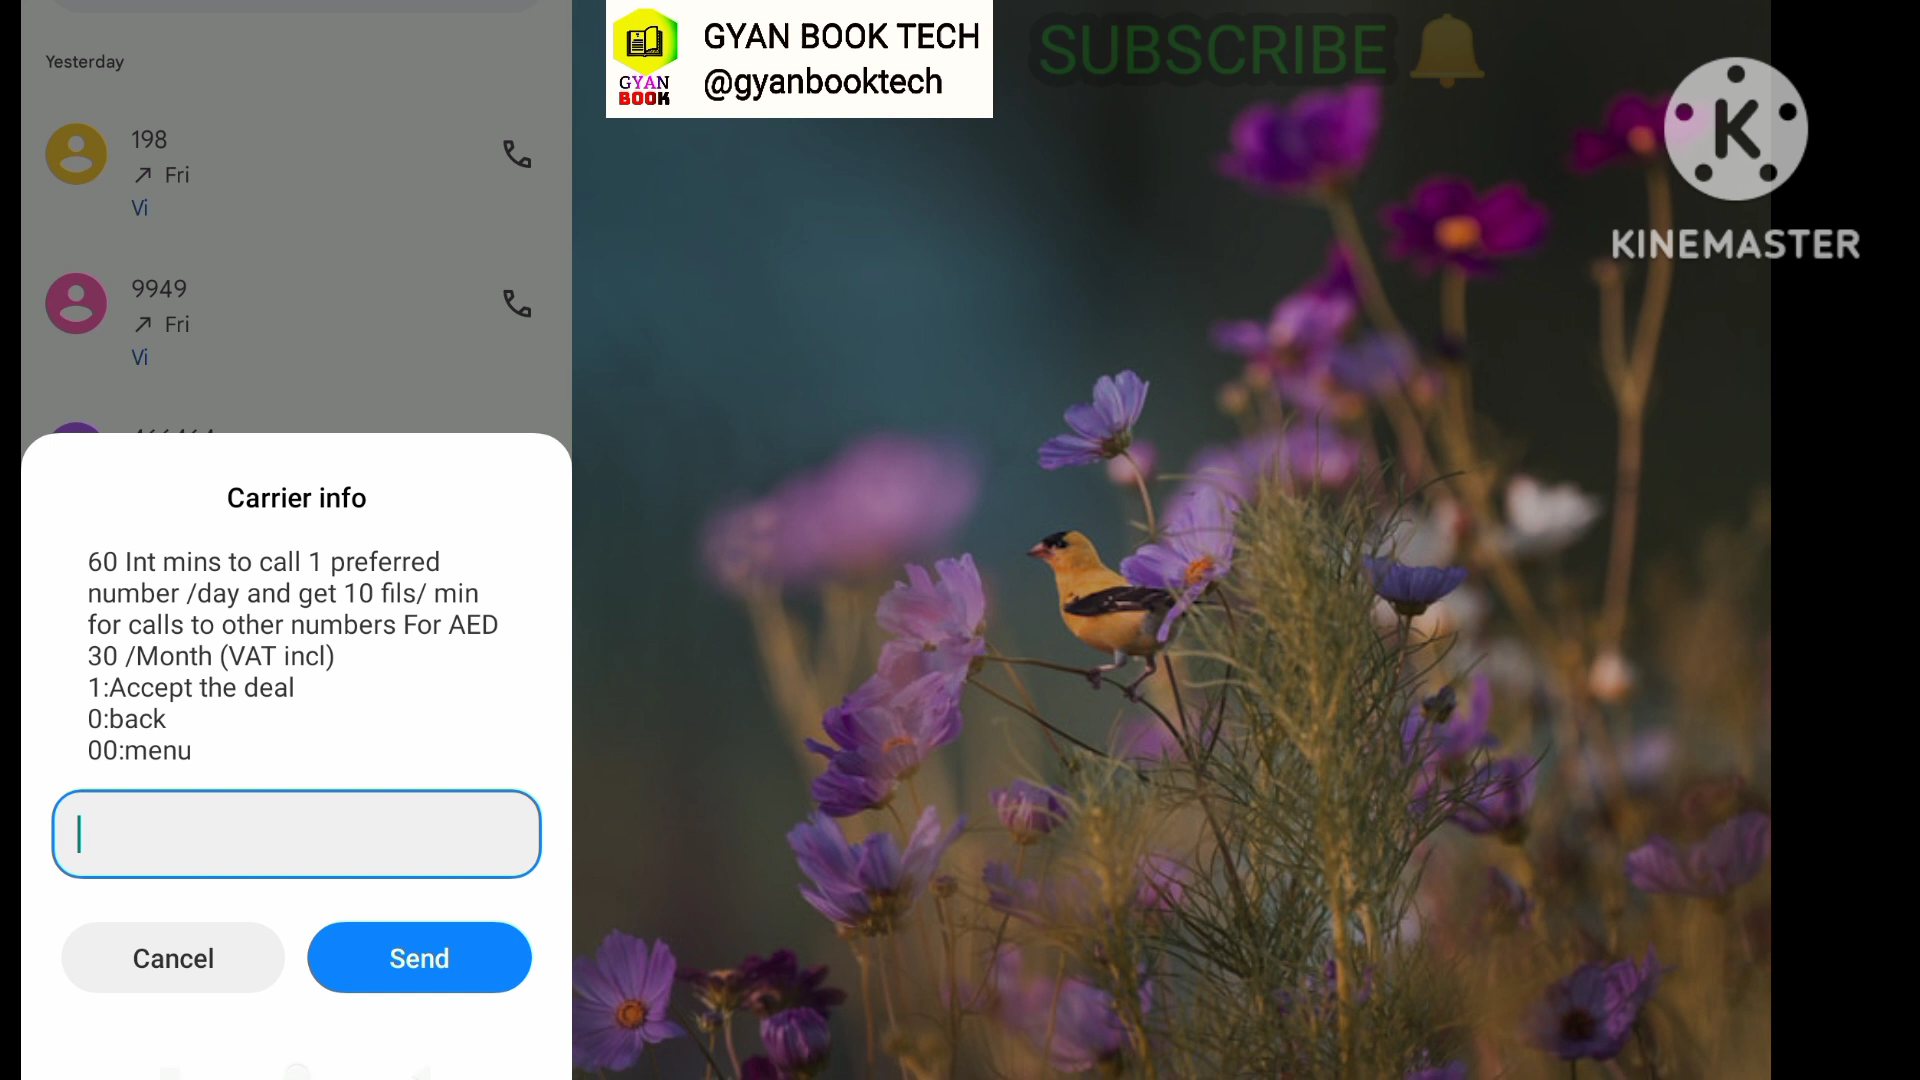 Yesterday
198
Fri
Vi
9949
Fri
Vi
Carrier info
60 Int mins to call 1 preferred
number /day and get 10 fils/ min
for calls to other numbers For AED
30 /Month (VAT incl)
1:Accept the deal
0:back
00:menu
Cancel
Send
GYAN
BOOK
GYAN BOOK TECH
@gyanbooktech
SUBSCRIBE
K
KINEMASTER